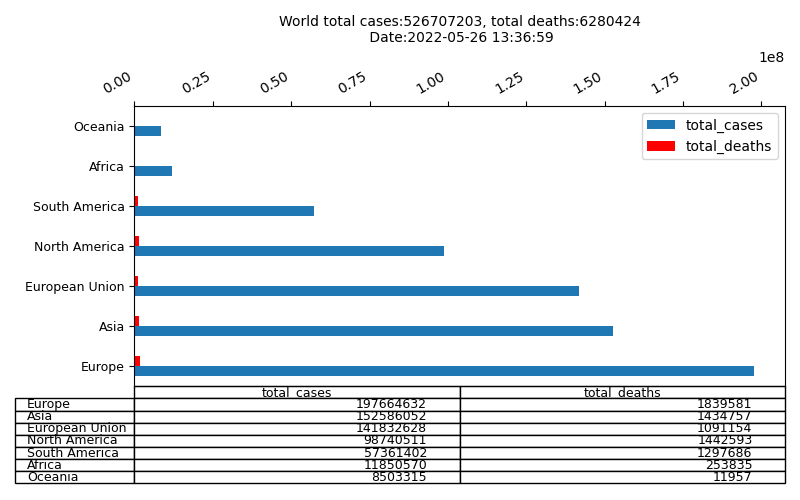 World total cases:526707203, total deaths:6280424
Date:2022-05-26 13:36:59
1e8
0.00 0.25 0.50 0.75 1.00 1.25 1.50 1.75 2.00
total_cases
total_deaths
Oceania
Africa
South America
North America
European Union
Asia
Europe
total_cases total_deaths
Europe 197664632 1839581
Asia 152586052 1434757
European Union 141832628 1091154
North America 98740511 1442593
South America 57361402 1297686
Africa 11850570 253835
Oceania 8503315 11957